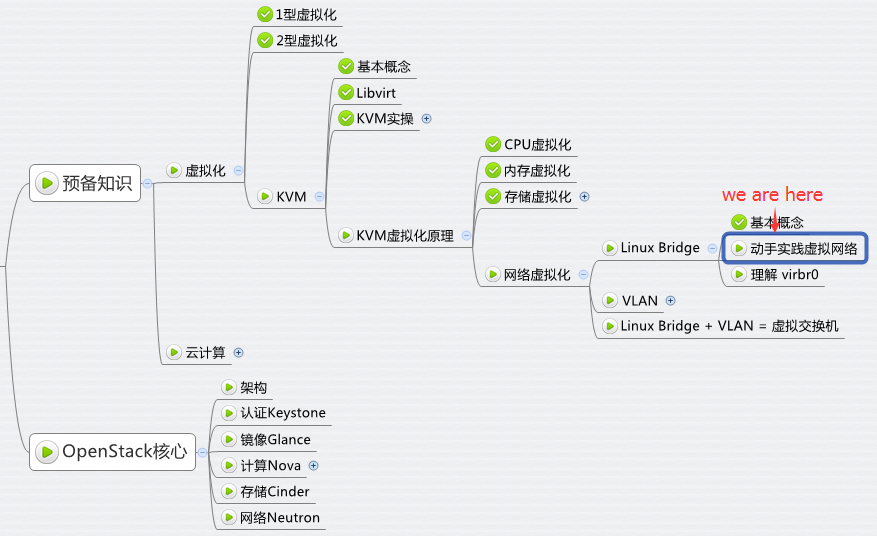 1型虚拟化
2型虚拟化
基本概念
Libvirt
KVM实操
CPU虚拟化
虚拟化
内存虚拟化
预备知识
KVM
存储虚拟化
we are here
基本概念
KVM虚拟化原理
Linux Bridge
动手实践虚拟网络
网络虚拟化
理解 virbr0
VLAN
Linux Bridge + VLAN = 虚拟交换机
云计算
架构
认证Keystone
镜像Glance
OpenStack核心
计算Nova
存储Cinder
网络Neutron